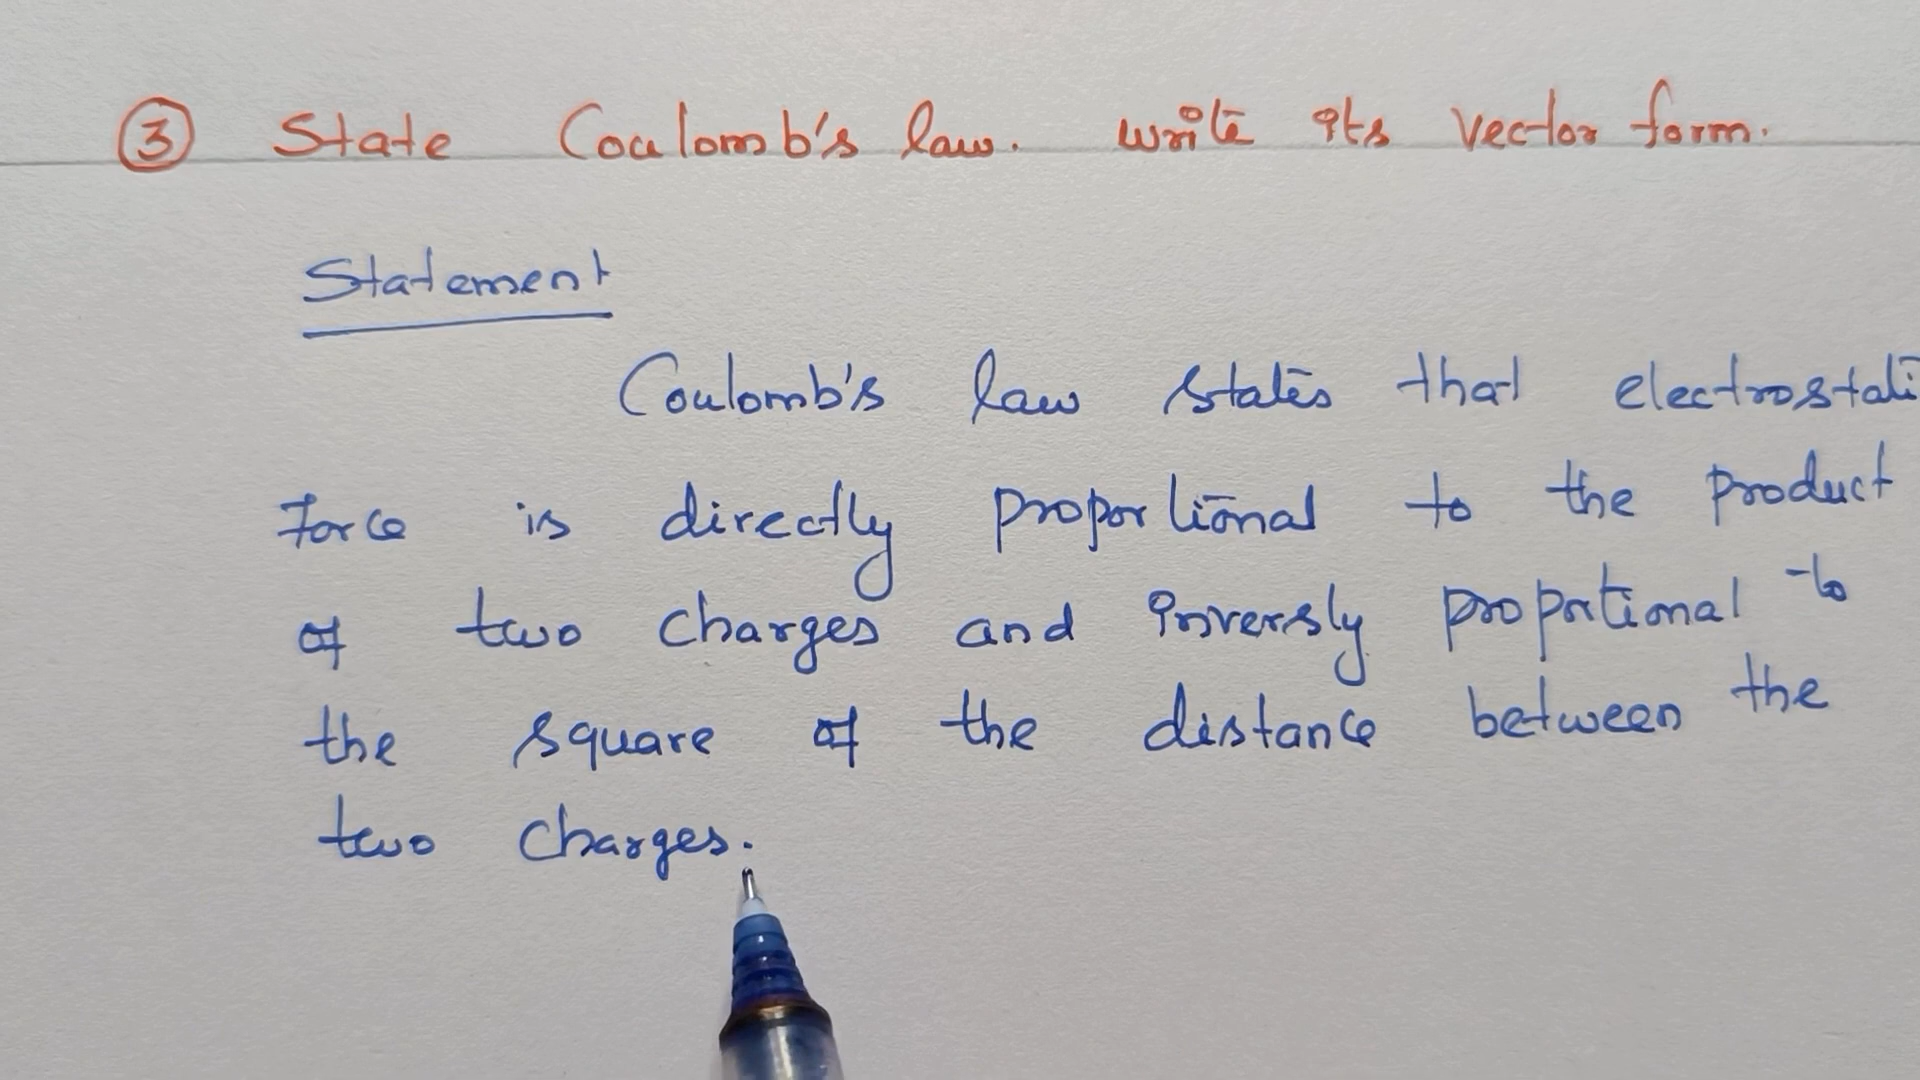 3 State Coulomb's law. write its vector form.
Statement
Coulomb's law states that electrostati
Force is directly proportional to the product
of two charges and inversly proportional to
the square of the distance between the
two charges.